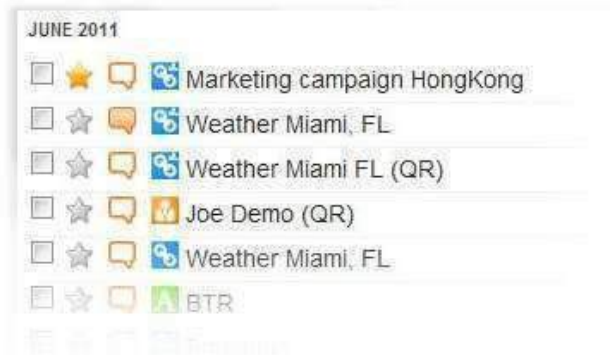 JUNE 2011
Marketing campaign HongKong
Weather Miami, FL
Weather Miami FL (QR)
Joe Demo (QR)
Weather Miami, FL
A BTR